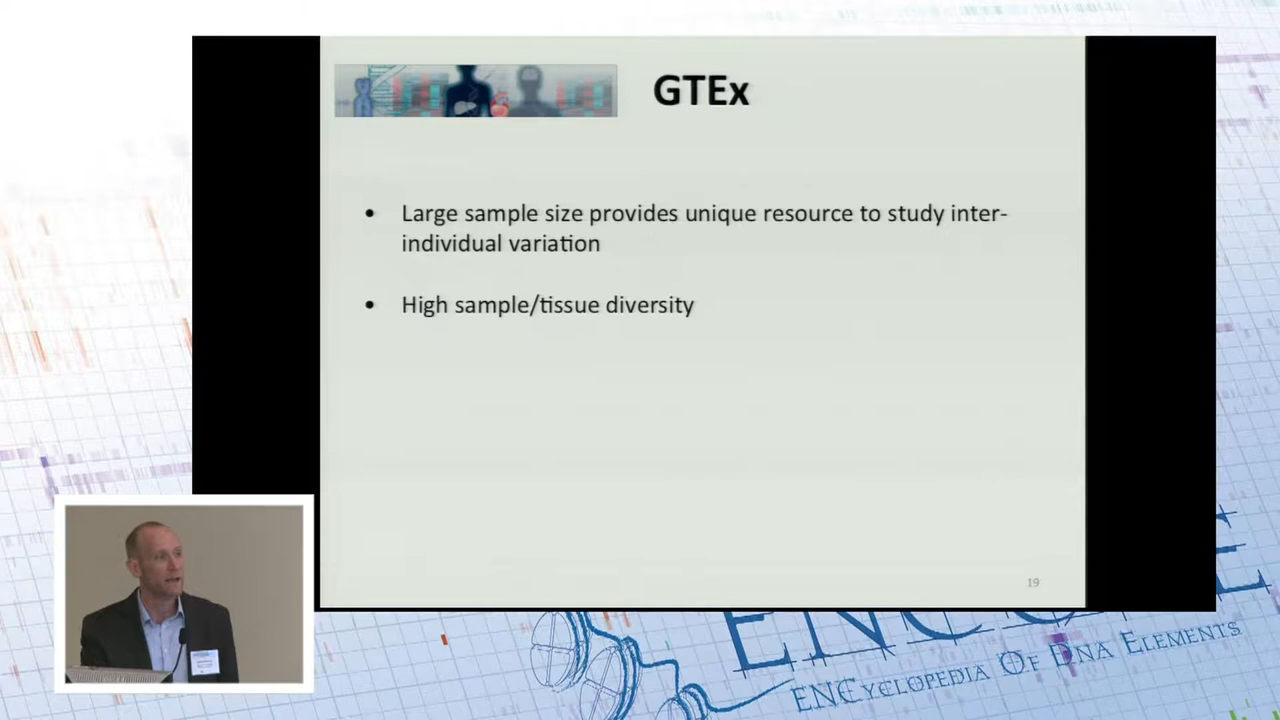 GTEx
• Large sample size provides unique resource to study inter-
individual variation
• High sample/tissue diversity
19
ENCODE
ENCYCLOPEDIA OF DNA ELEMENTS